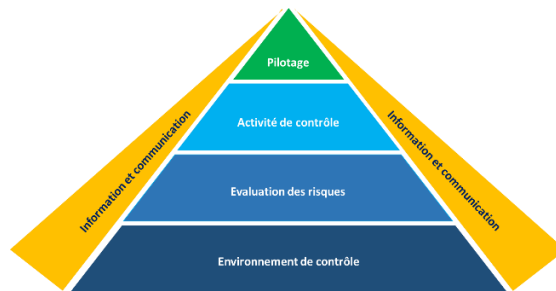 Pilotage
Activité de contrôle
Information et communication
Information et communication
Evaluation des risques
Environnement de contrôle